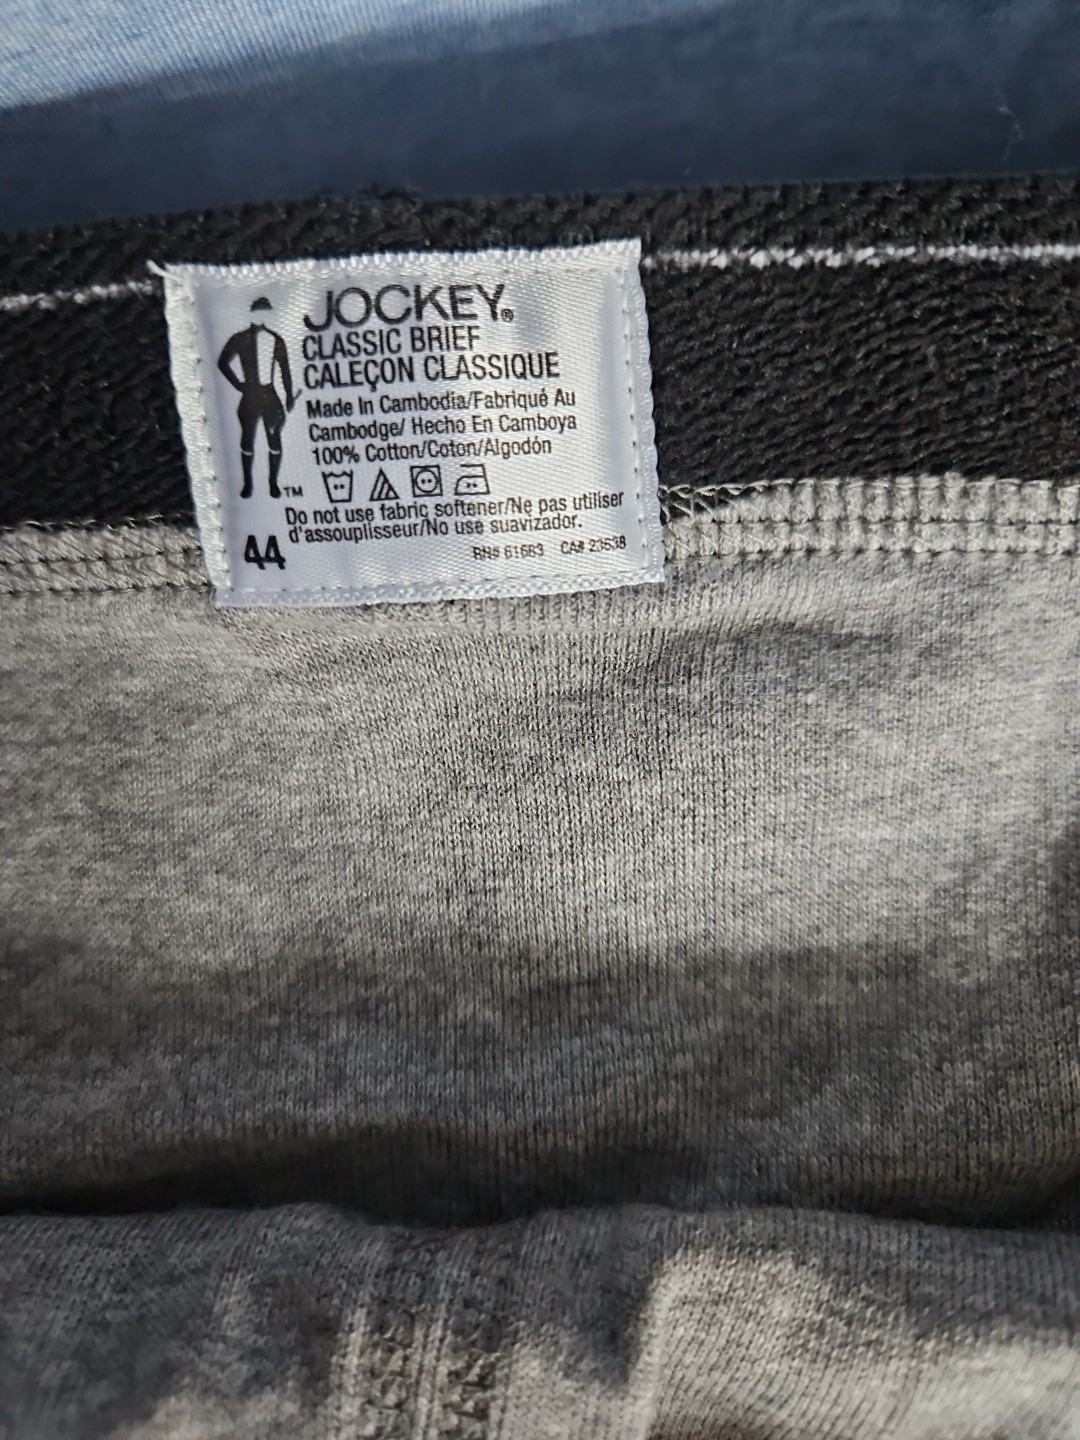 JOCKEY®
CLASSIC BRIEF
CALEÇON CLASSIQUE
Made In Cambodia/Fabriqué Au
Cambodge/ Hecho En Camboya
100% Cotton/Coton/Algodón
TM
Do not use fabric softener/Ne pas utiliser
d'assouplisseur/No use suavizador.
44
RN# 61683 CA# 23538